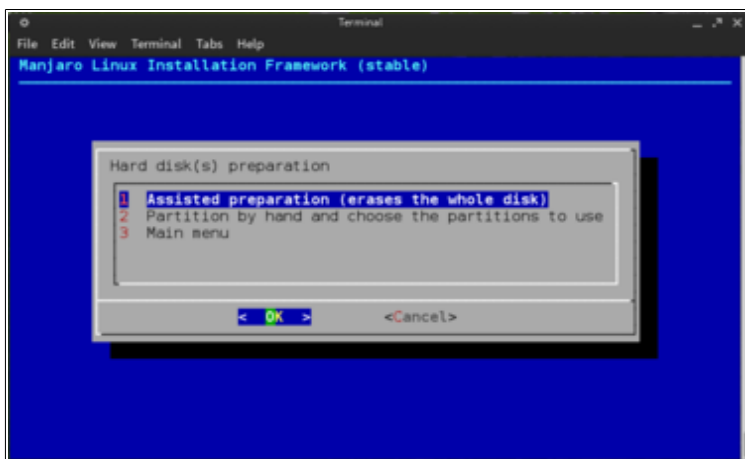 Terminal
File Edit View Terminal Tabs Help
Manjaro Linux Installation Framework (stable)
Hard disk(s) preparation
1 Assisted preparation (erases the whole disk)
2 Partition by hand and choose the partitions to use
3 Main menu
< OK > <Cancel>